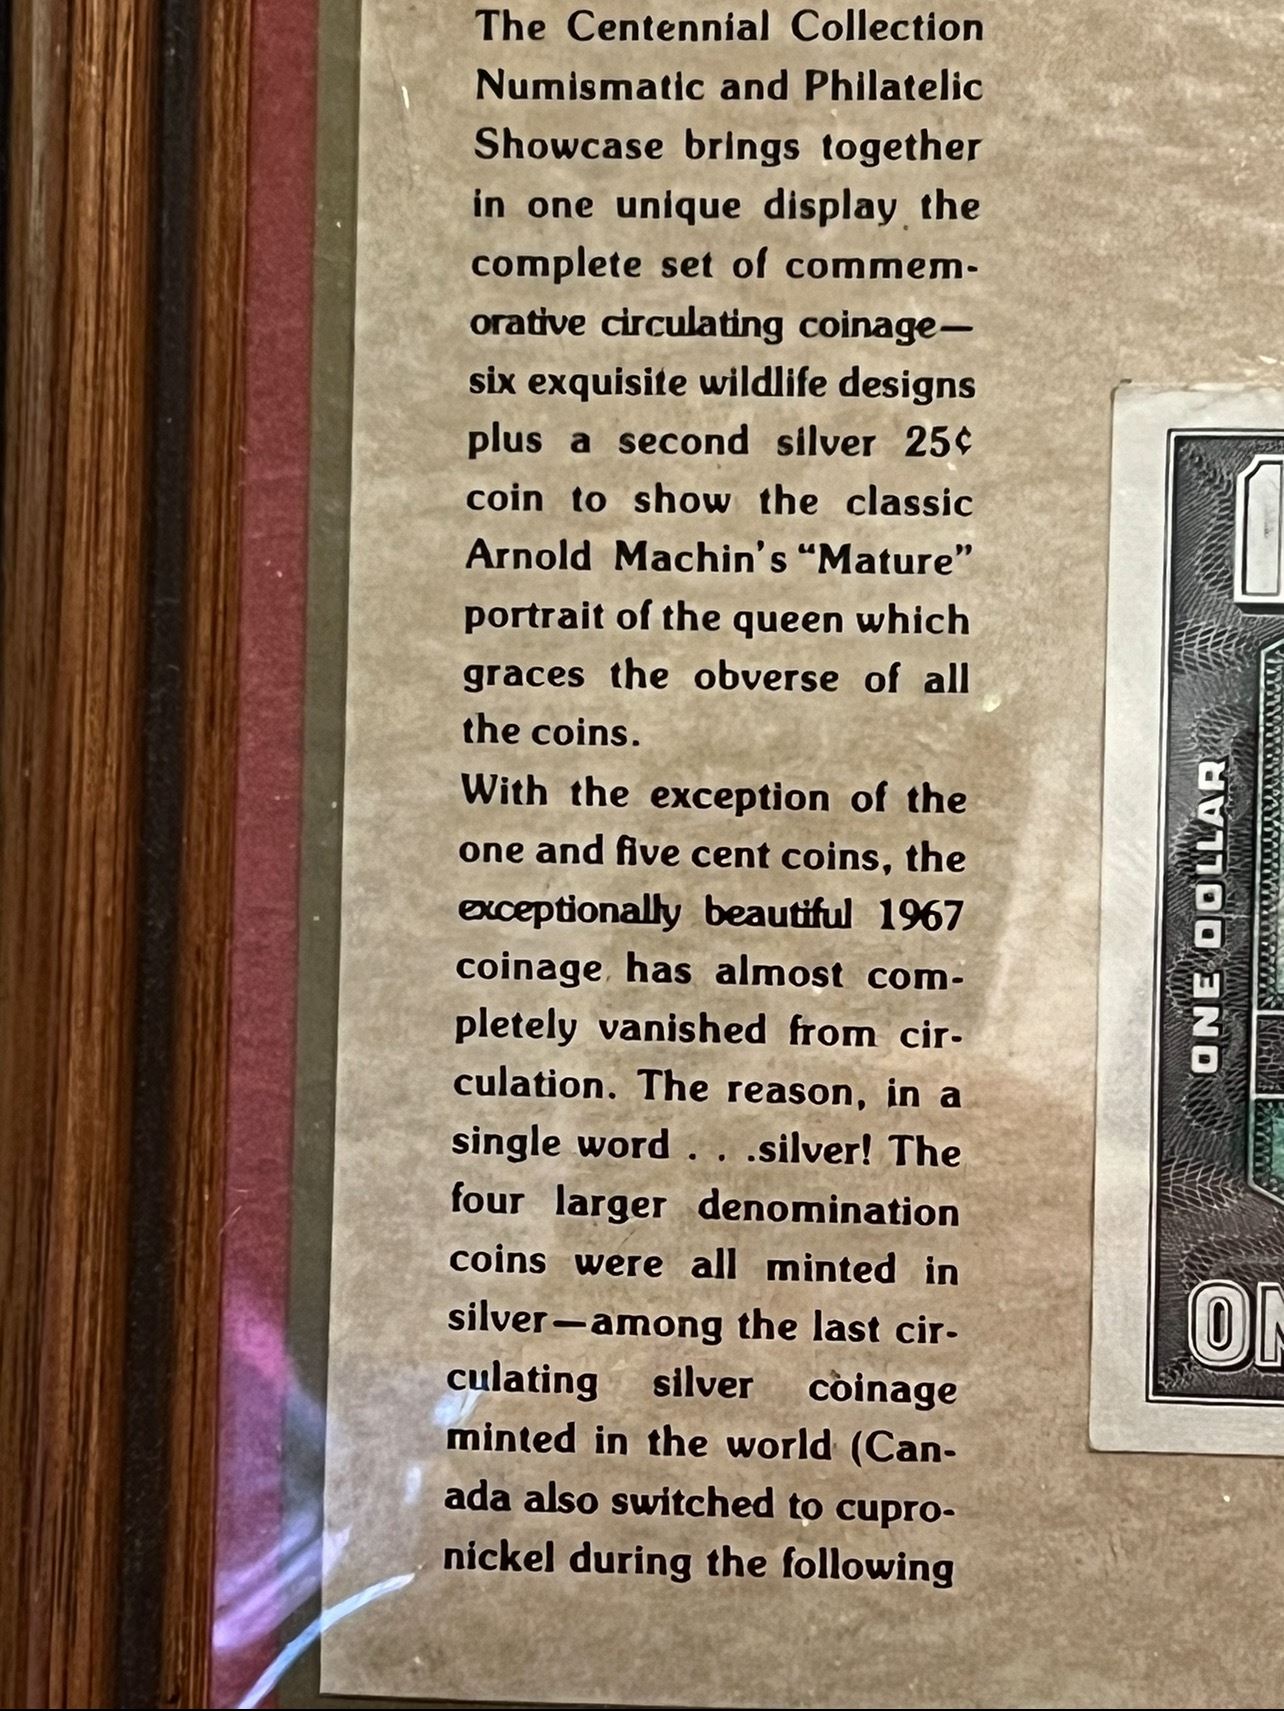 The Centennial Collection
Numismatic and Philatelic
Showcase brings together
in one unique display the
complete set of commem-
orative circulating coinage—
six exquisite wildlife designs
plus a second silver 25¢
coin to show the classic
Arnold Machin's “Mature”
portrait of the queen which
graces the obverse of all
the coins.
With the exception of the
one and five cent coins, the
exceptionally beautiful 1967
coinage has almost com-
pletely vanished from cir-
culation. The reason, in a
single word . . .silver! The
four larger denomination
coins were all minted in
silver—among the last cir-
culating silver coinage
minted in the world (Can-
ada also switched to cupro-
nickel during the following
ONE DOLLAR